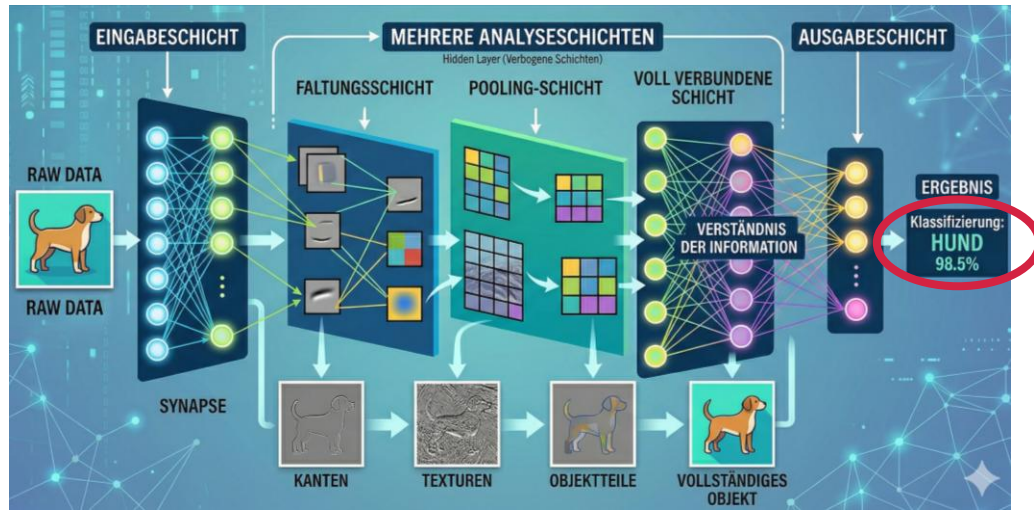 EINGABESCHICHT
MEHRERE ANALYSESCHICHTEN
Hidden Layer (Verbogene Schichten)
AUSGABESCHICHT
FALTUNGSSCHICHT
POOLING-SCHICHT
VOLL VERBUNDENE
SCHICHT
RAW DATA
RAW DATA
VERSTÄNDNIS
DER INFORMATION
ERGEBNIS
Klassifizierung:
HUND
98.5%
SYNAPSE
KANTEN
TEXTUREN
OBJEKTTEILE
VOLLSTÄNDIGES
OBJEKT